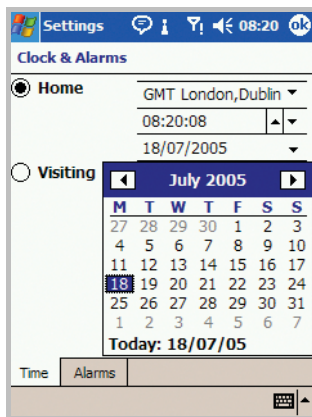 Settings 08:20 ok
Clock & Alarms
Home GMT London,Dublin
08:20:08
18/07/2005
Visiting July 2005
M T W T F S S
27 28 29 30 1 2 3
4 5 6 7 8 9 10
11 12 13 14 15 16 17
18 19 20 21 22 23 24
25 26 27 28 29 30 31
1 2 3 4 5 6 7
Today: 18/07/05
Time Alarms